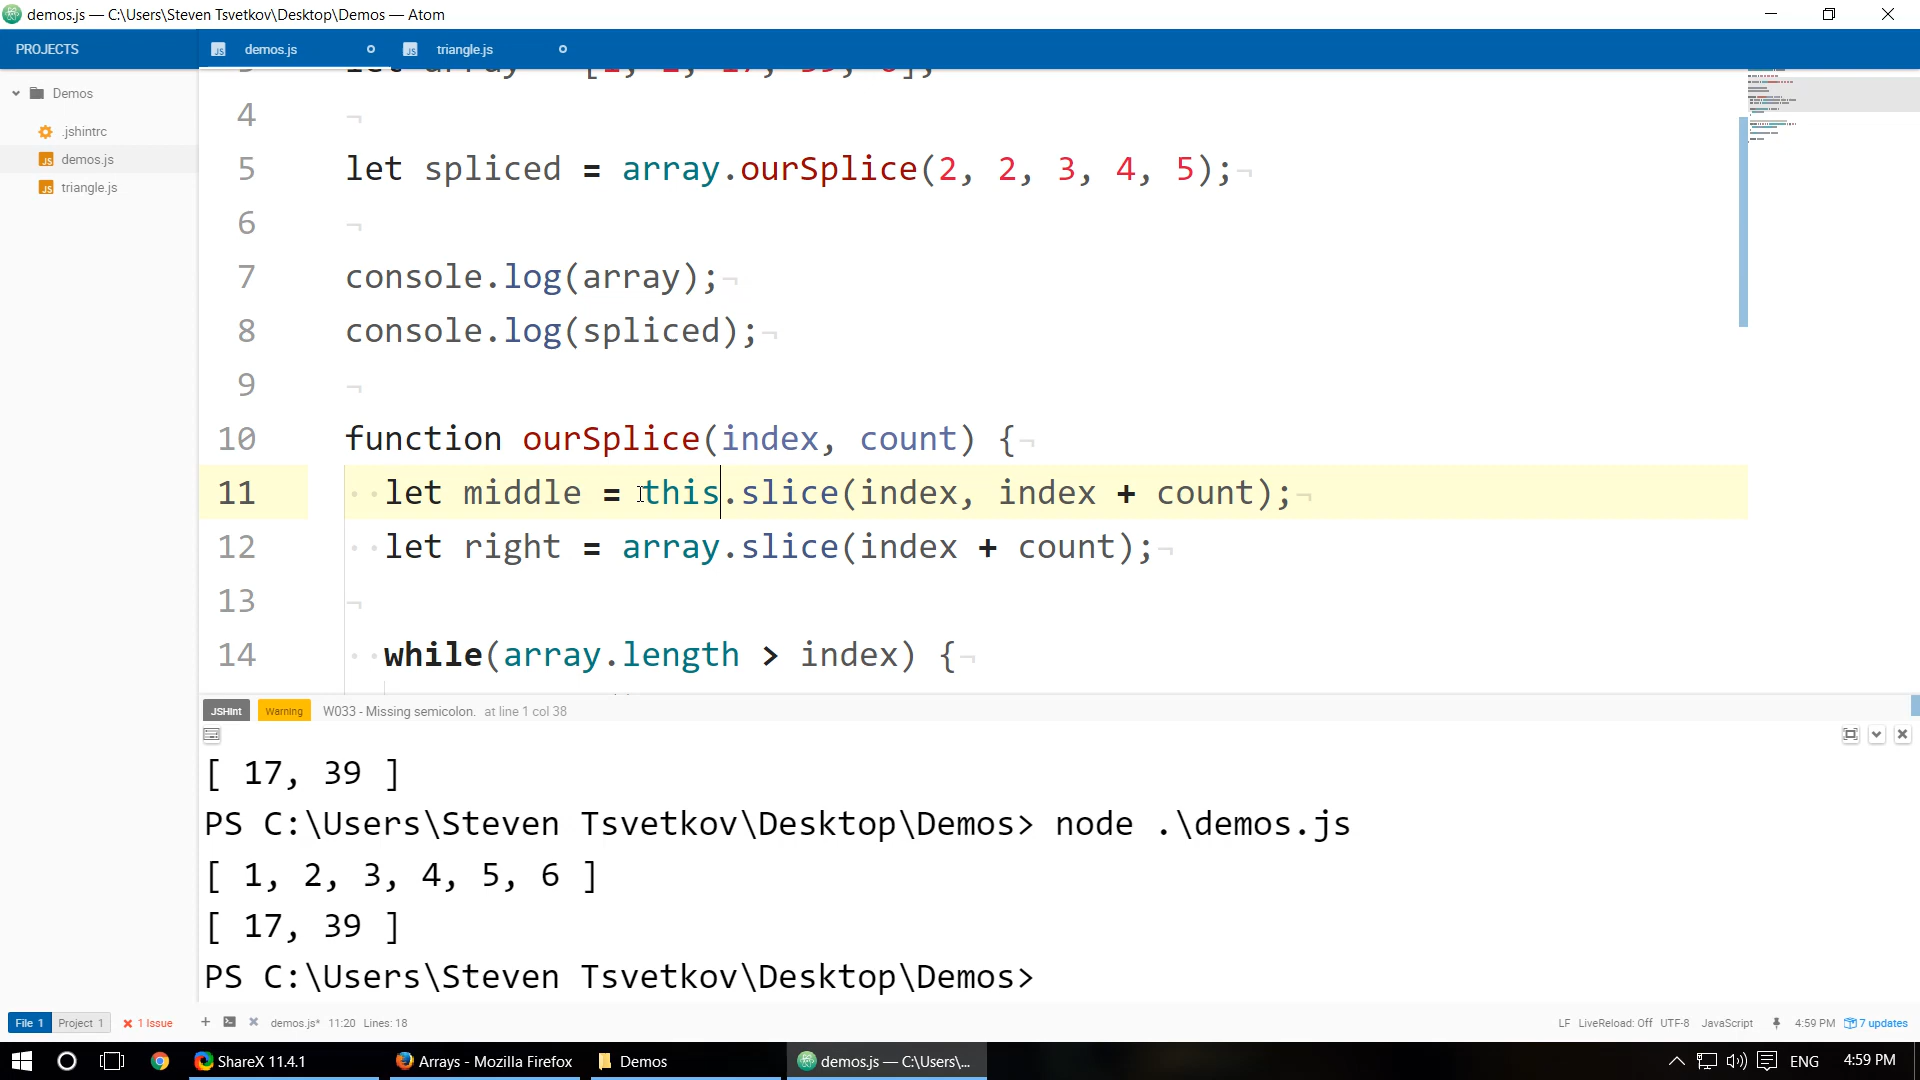 demos.js — C:\Users\Steven Tsvetkov\Desktop\Demos — Atom
PROJECTS
demos.js
triangle.js
Demos
.jshintrc
demos.js
triangle.js
4
5 let spliced = array.ourSplice(2, 2, 3, 4, 5);
6
7 console.log(array);
8 console.log(spliced);
9
10 function ourSplice(index, count) {
11 let middle = this.slice(index, index + count);
12 let right = array.slice(index + count);
13
14 while(array.length > index) {
JSHint Warning W033 - Missing semicolon. at line 1 col 38
[ 17, 39 ]
PS C:\Users\Steven Tsvetkov\Desktop\Demos> node .\demos.js
[ 1, 2, 3, 4, 5, 6 ]
[ 17, 39 ]
PS C:\Users\Steven Tsvetkov\Desktop\Demos>
File 1 Project 1 1 Issue demos.js* 11:20 Lines: 18 LF LiveReload: Off UTF-8 JavaScript 4:59 PM 7 updates
ShareX 11.4.1 Arrays - Mozilla Firefox Demos demos.js — C:\Users\... ENG 4:59 PM